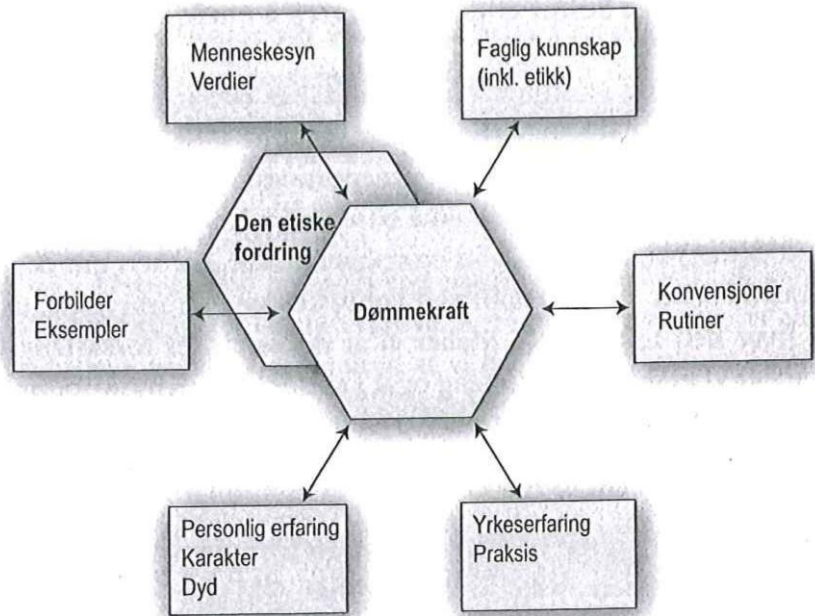 Menneskesyn
Verdier
Faglig kunnskap
(inkl. etikk)
Den etiske
fordring
Forbilder
Eksempler
Dømmekraft
Konvensjoner
Rutiner
Personlig erfaring
Karakter
Dyd
Yrkeserfaring
Praksis